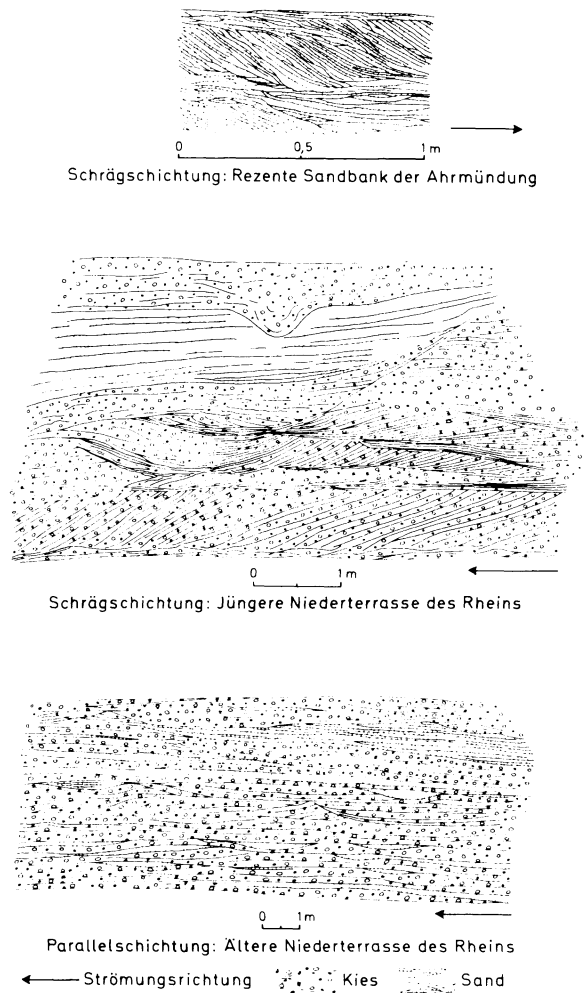 0 0,5 1 m
Schrägschichtung: Rezente Sandbank der Ahrmündung
0 1 m
Schrägschichtung: Jüngere Niederterrasse des Rheins
0 1m
Parallelschichtung: Ältere Niederterrasse des Rheins
Strömungsrichtung Kies Sand